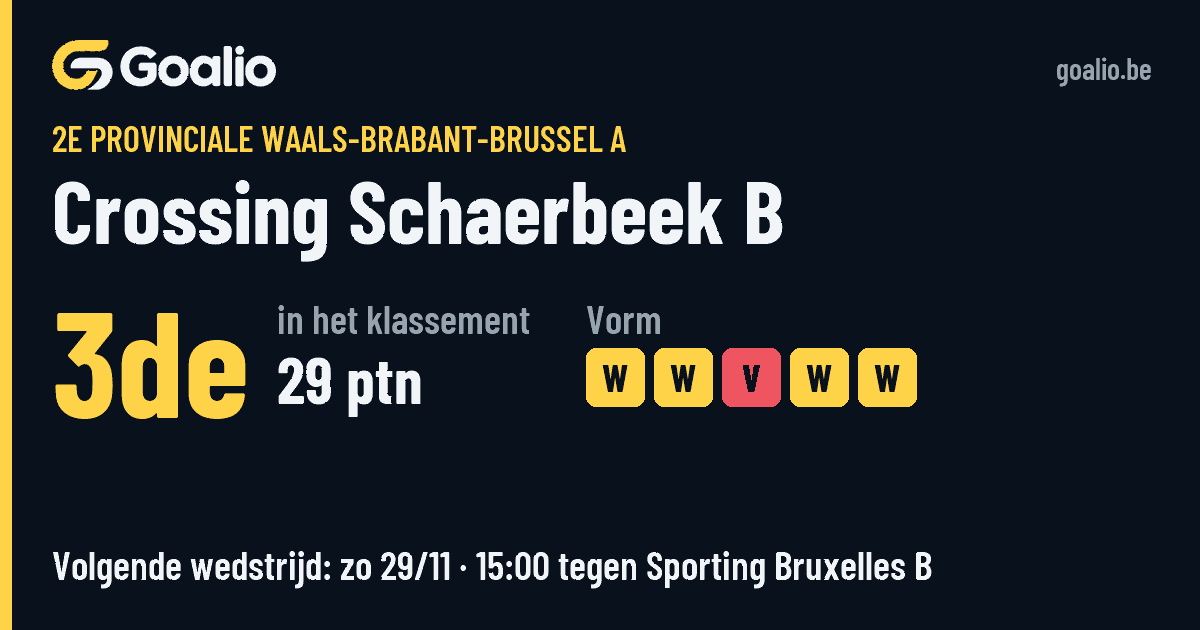 Goalio
goalio.be
2E PROVINCIALE WAALS-BRABANT-BRUSSEL A
Crossing Schaerbeek B
3de
in het klassement
29 ptn
Vorm
W W V W W
Volgende wedstrijd: zo 29/11 · 15:00 tegen Sporting Bruxelles B